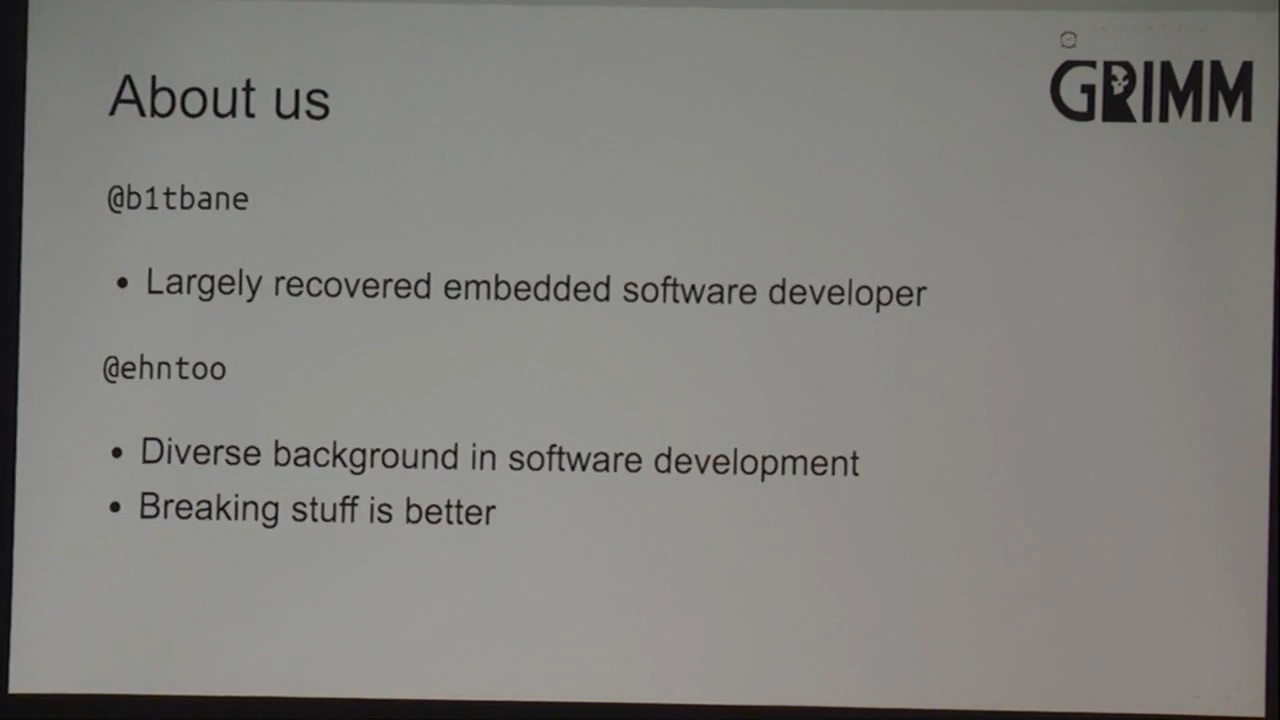 GRIMM
About us
@b1tbane
• Largely recovered embedded software developer
@ehntoo
• Diverse background in software development
• Breaking stuff is better